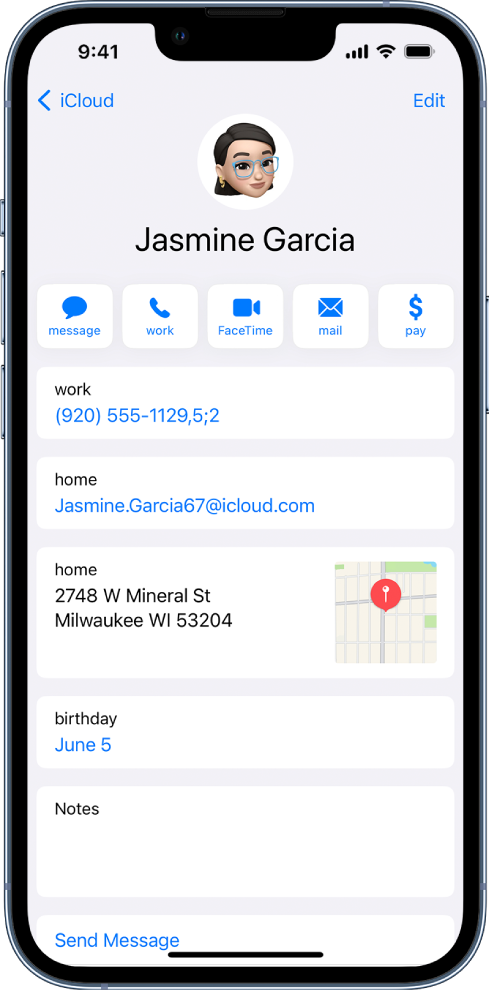 9:41
iCloud
Edit
Jasmine Garcia
message
work
FaceTime
mail
$
pay
work
(920) 555-1129,5;2
home
Jasmine.Garcia67@icloud.com
home
2748 W Mineral St
Milwaukee WI 53204
birthday
June 5
Notes
Send Message